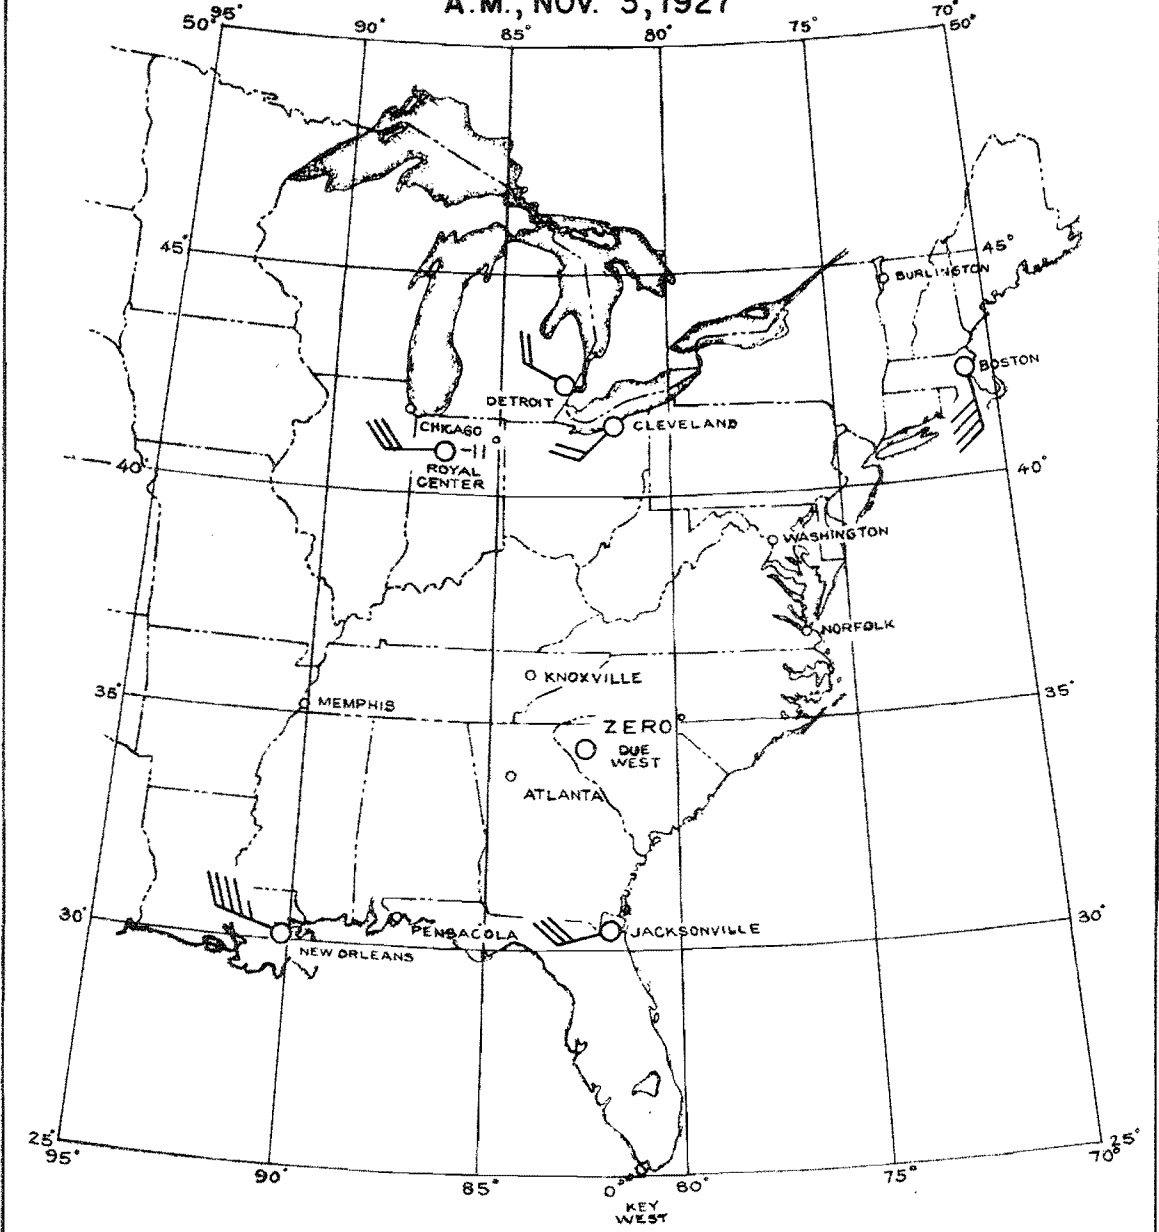 A.M., NOV. 3, 1927
95°
50°
90°
85°
80°
75°
70°
50°
45°
45°
BURLINGTON
BOSTON
DETROIT
CHICAGO
CLEVELAND
ROYAL
CENTER
40°
40°
WASHINGTON
NORFOLK
KNOXVILLE
35°
35°
MEMPHIS
ZERO
DUE
WEST
ATLANTA
30°
30°
PENSACOLA
JACKSONVILLE
NEW ORLEANS
25°
95°
90°
85°
0°
80°
75°
25°
70°
KEY
WEST